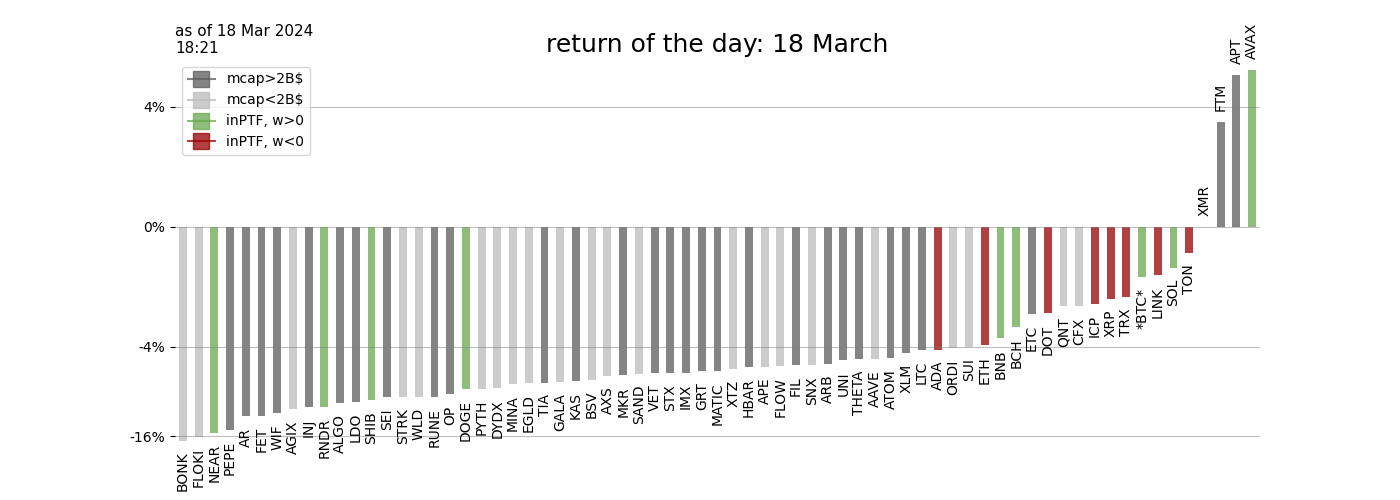 as of 18 Mar 2024
18:21
return of the day: 18 March
mcap>2B$
mcap<2B$
inPTF, w>0
inPTF, w<0
4%
0%
-4%
-16%
BONK
FLOKI
NEAR
PEPE
AR
FET
WIF
AGIX
INJ
RNDR
ALGO
LDO
SHIB
SEI
STRK
WLD
RUNE
OP
DOGE
PYTH
DYDX
MINA
EGLD
TIA
GALA
KAS
BSV
AXS
MKR
SAND
VET
STX
IMX
GRT
MATIC
XTZ
HBAR
APE
FLOW
FIL
SNX
ARB
UNI
THETA
AAVE
ATOM
XLM
LTC
ADA
ORDI
SUI
ETH
BNB
BCH
ETC
DOT
QNT
CFX
ICP
XRP
TRX
*BTC*
LINK
SOL
TON
XMR
FTM
APT
AVAX